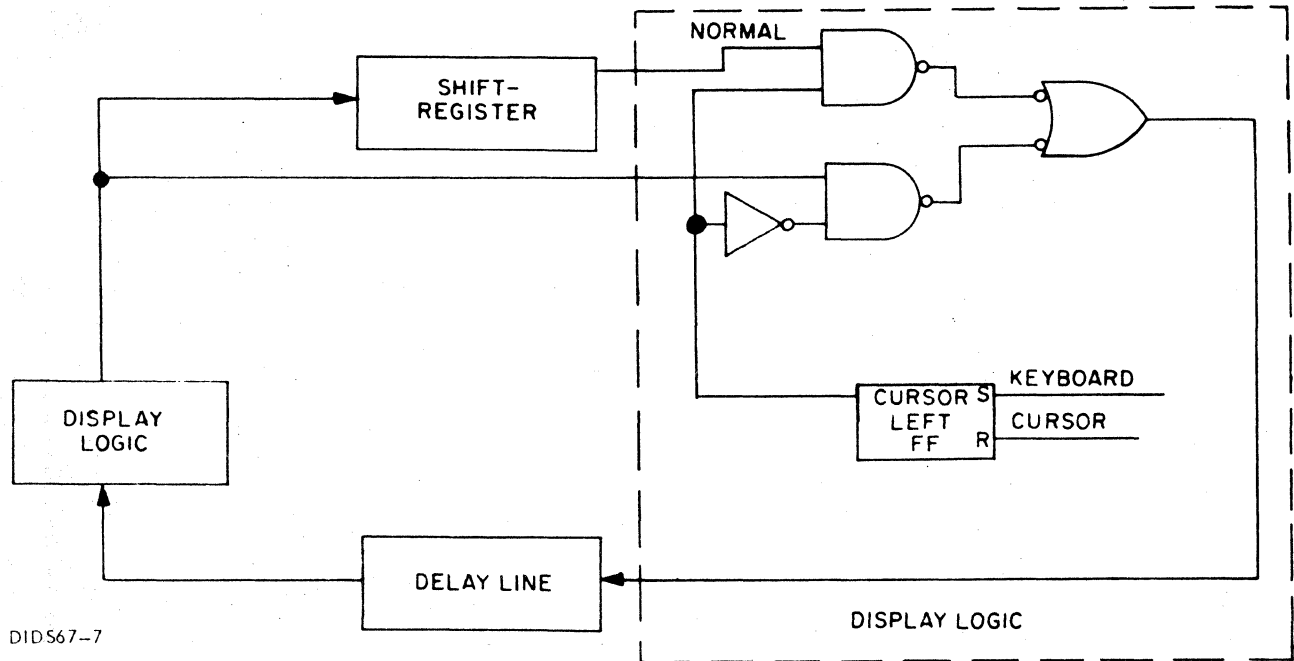 NORMAL
SHIFT-
REGISTER
DISPLAY
LOGIC
CURSOR S
LEFT
FF R
KEYBOARD
CURSOR
DELAY LINE
DISPLAY LOGIC
DIDS67-7